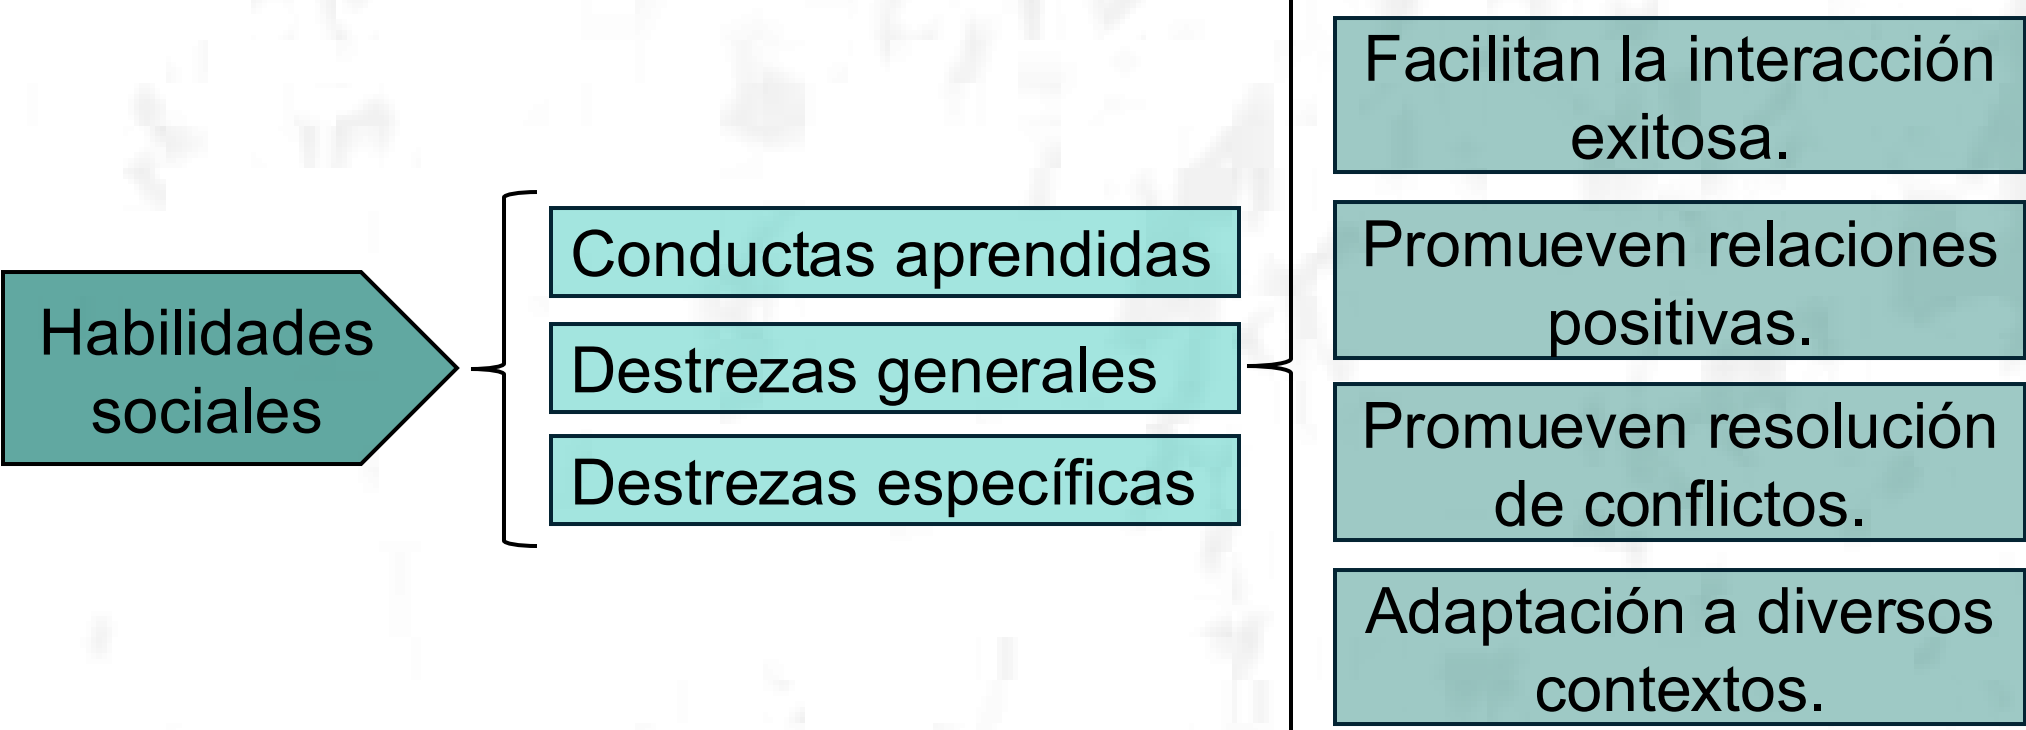 Habilidades
sociales
Conductas aprendidas
Destrezas generales
Destrezas específicas
Facilitan la interacción
exitosa.
Promueven relaciones
positivas.
Promueven resolución
de conflictos.
Adaptación a diversos
contextos.